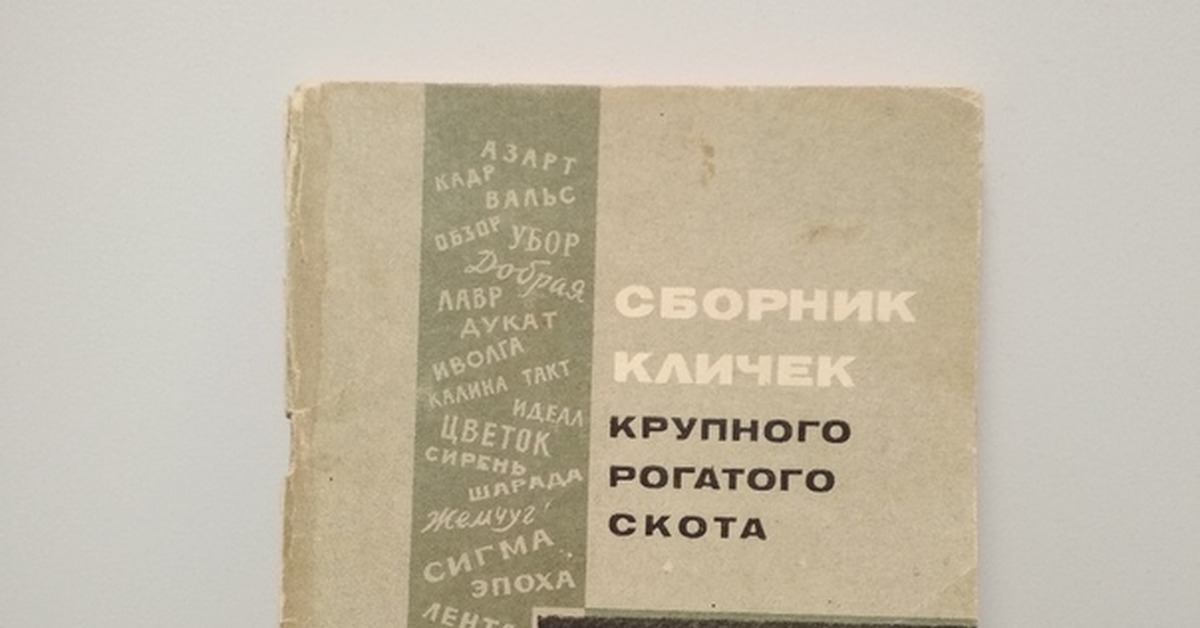 АЗАРТ
КАДР
ВАЛЬС
ОБЗОР УБОР
Добрая
ЛАВР
ДУКАТ
ИВОЛГА
КАЛИНА ТАКТ
ИДЕАЛ
ЦВЕТОК
СИРЕНЬ
ШАРАДА
Жемчуг
СИГМА
ЭПОХА
СБОРНИК
КЛИЧЕК
КРУПНОГО
РОГАТОГО
СКОТА